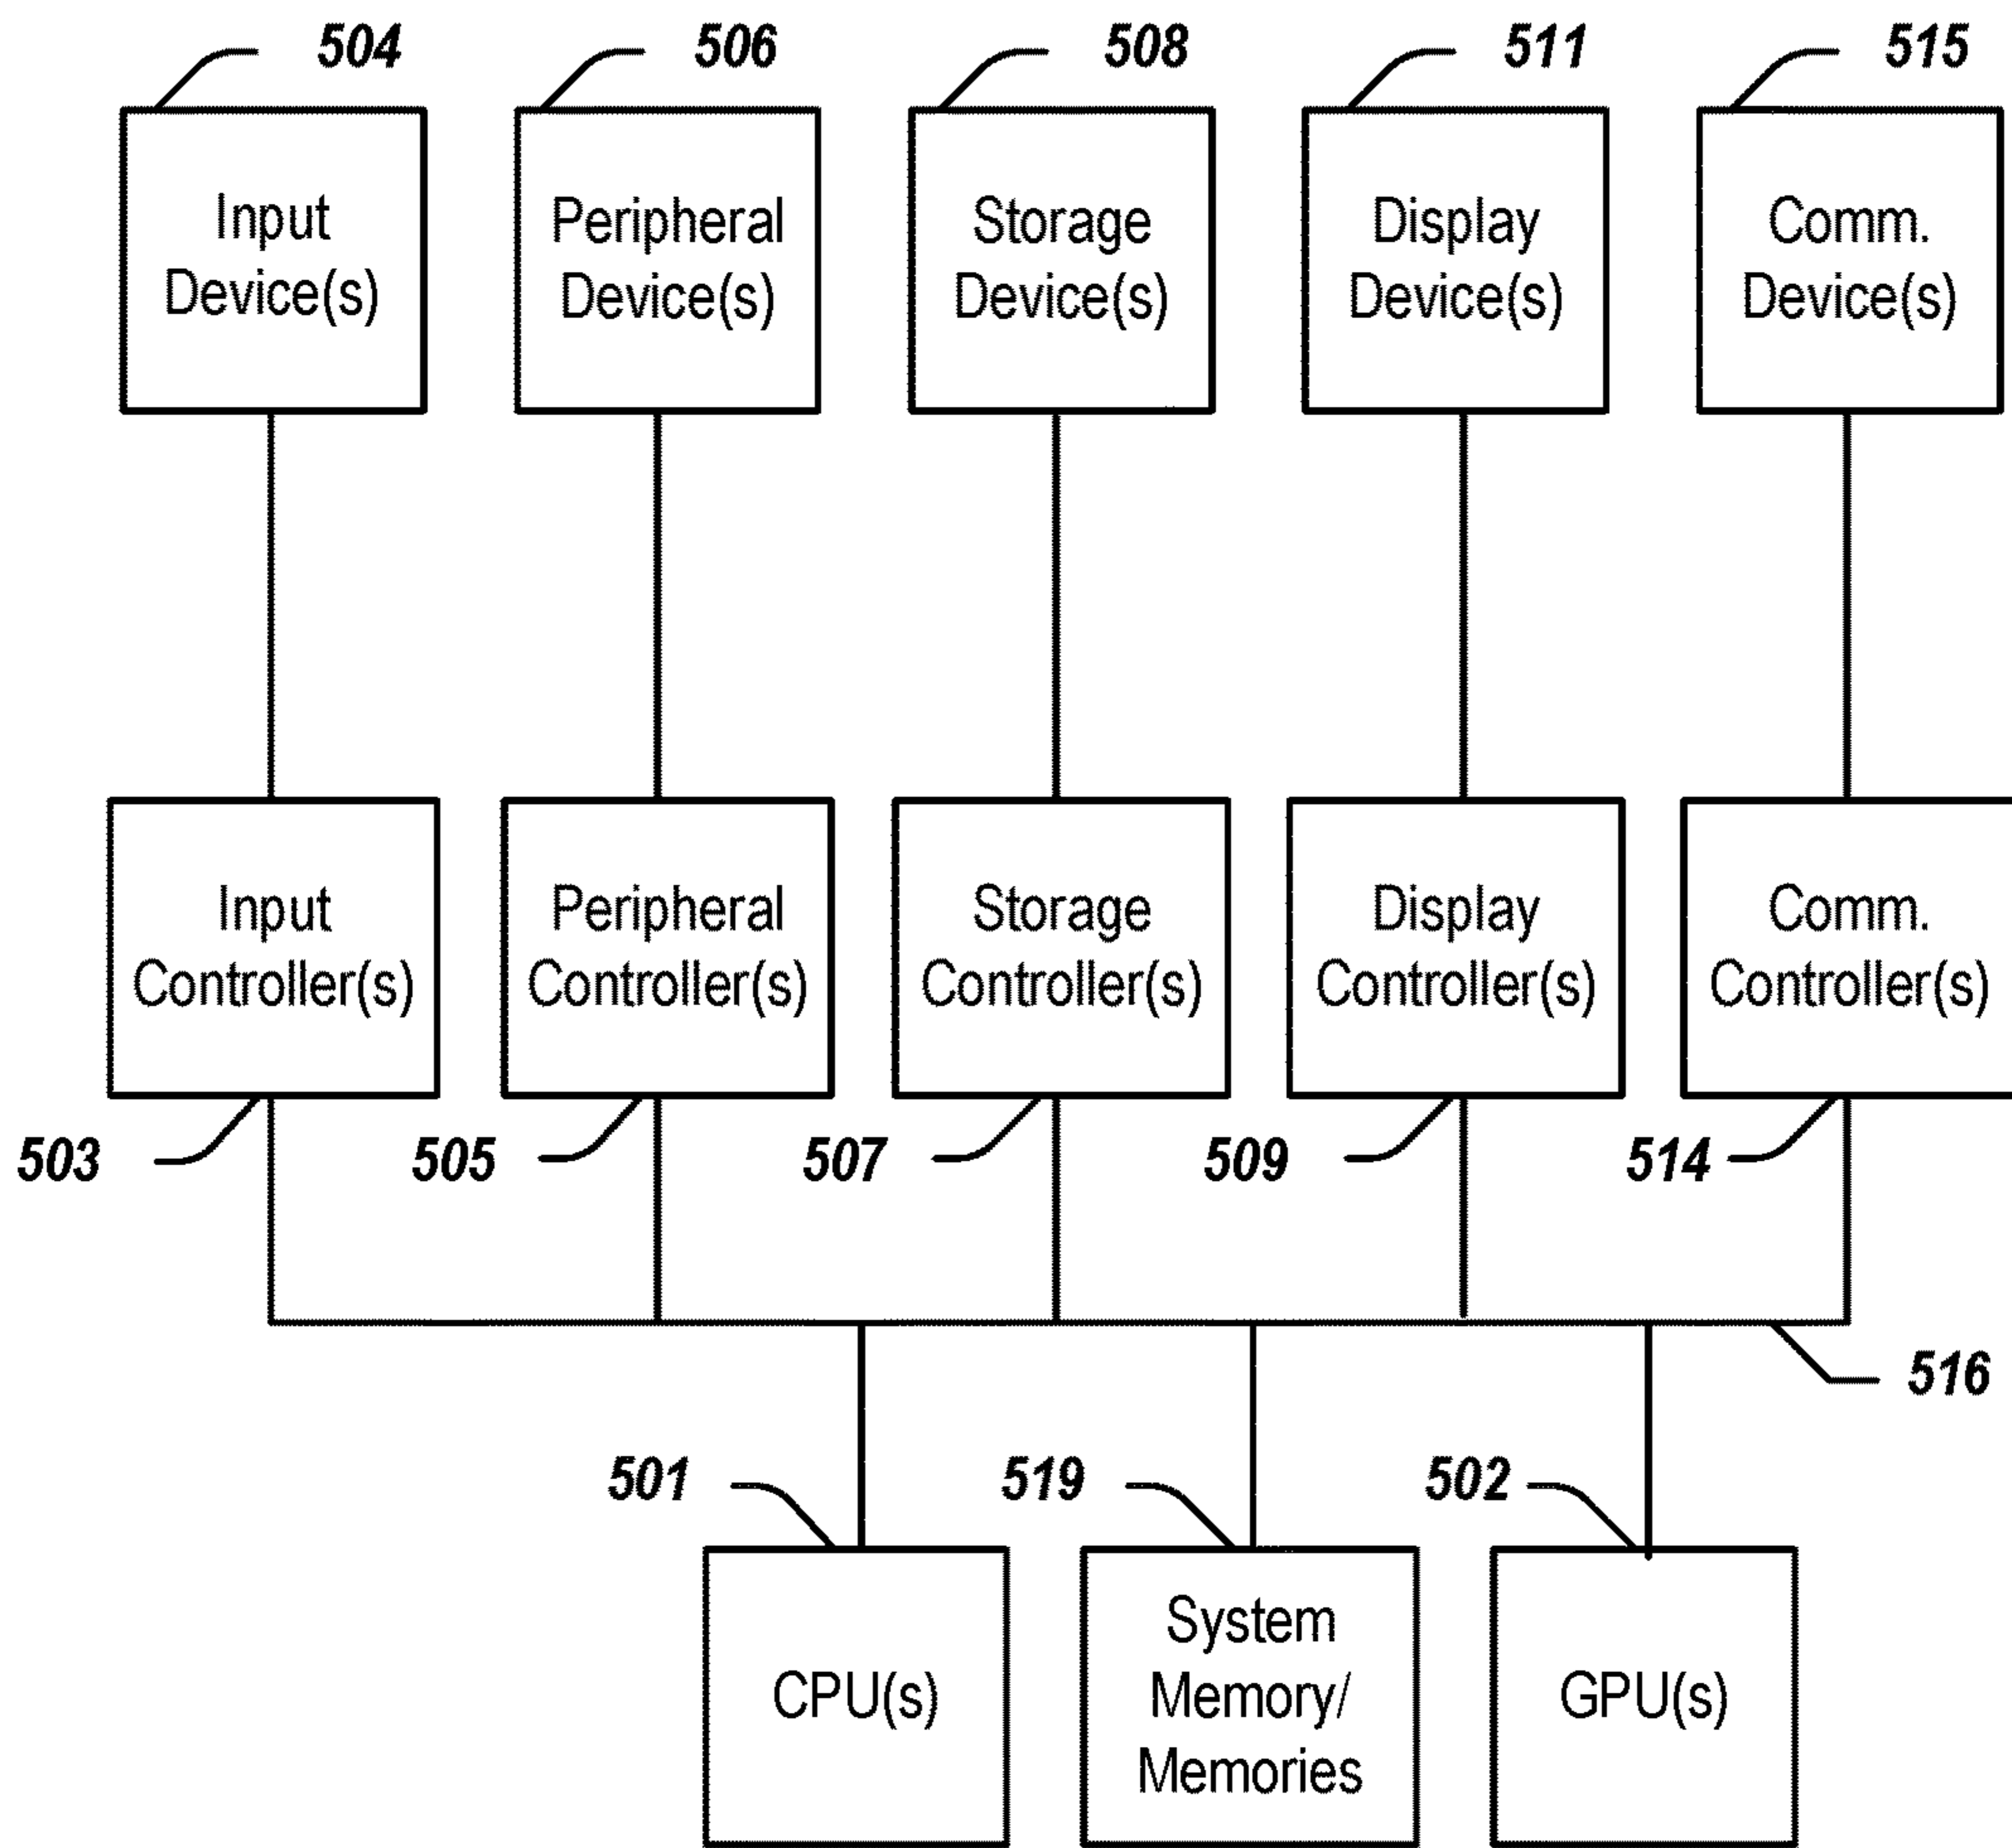 504
506
508
511
515
Input
Device(s)
Peripheral
Device(s)
Storage
Device(s)
Display
Device(s)
Comm.
Device(s)
Input
Controller(s)
Peripheral
Controller(s)
Storage
Controller(s)
Display
Controller(s)
Comm.
Controller(s)
503
505
507
509
514
516
501
519
502
CPU(s)
System
Memory/
Memories
GPU(s)